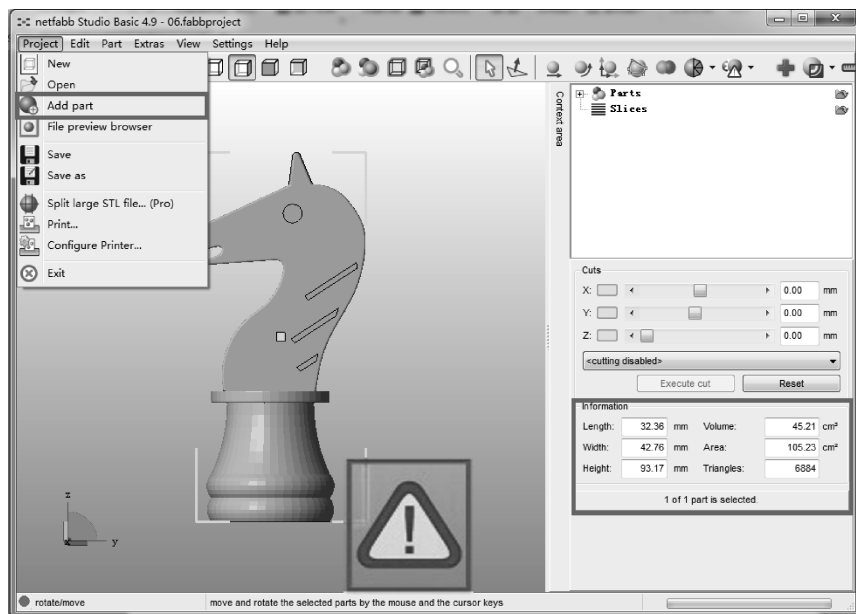 netfabb Studio Basic 4.9 - 06.fabbproject
Project Edit Part Extras View Settings Help
New
Open
Add part
File preview browser
Save
Save as
Split large STL file... (Pro)
Print...
Configure Printer...
Exit
Context area
Parts
Slices
Cuts
X: 0.00 mm
Y: 0.00 mm
Z: 0.00 mm
<cutting disabled>
Execute cut Reset
Information
Length: 32.36 mm Volume: 45.21 cm³
Width: 42.76 mm Area: 105.23 cm²
Height: 93.17 mm Triangles: 6884
1 of 1 part is selected.
z
x y
!
rotate/move move and rotate the selected parts by the mouse and the cursor keys